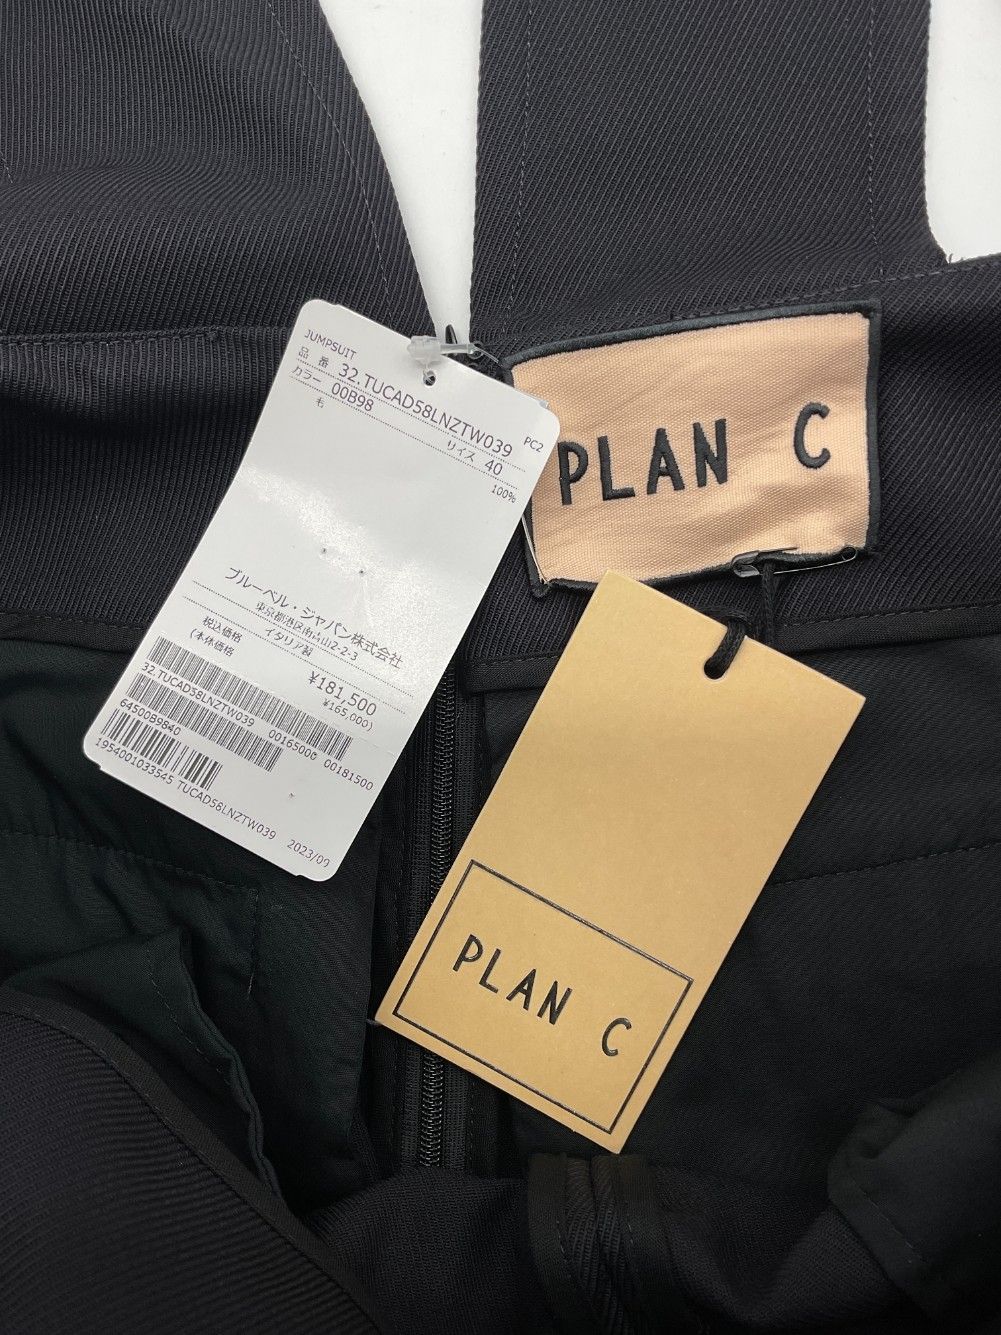 JUMPSUIT
品 番 32.TUCAD58LNZTW039 PC2
カラー 00B98 サイズ 40
毛 100%
ブルーベル・ジャパン株式会社
東京都港区南青山2-2-3
イタリア製
税込価格 ¥181,500
(本体価格 ¥165,000)
32.TUCAD58LNZTW039 00165000 00181500
64500B9840
1954001033545 TUCAD58LNZTW039 2023/09
PLAN C
PLAN C